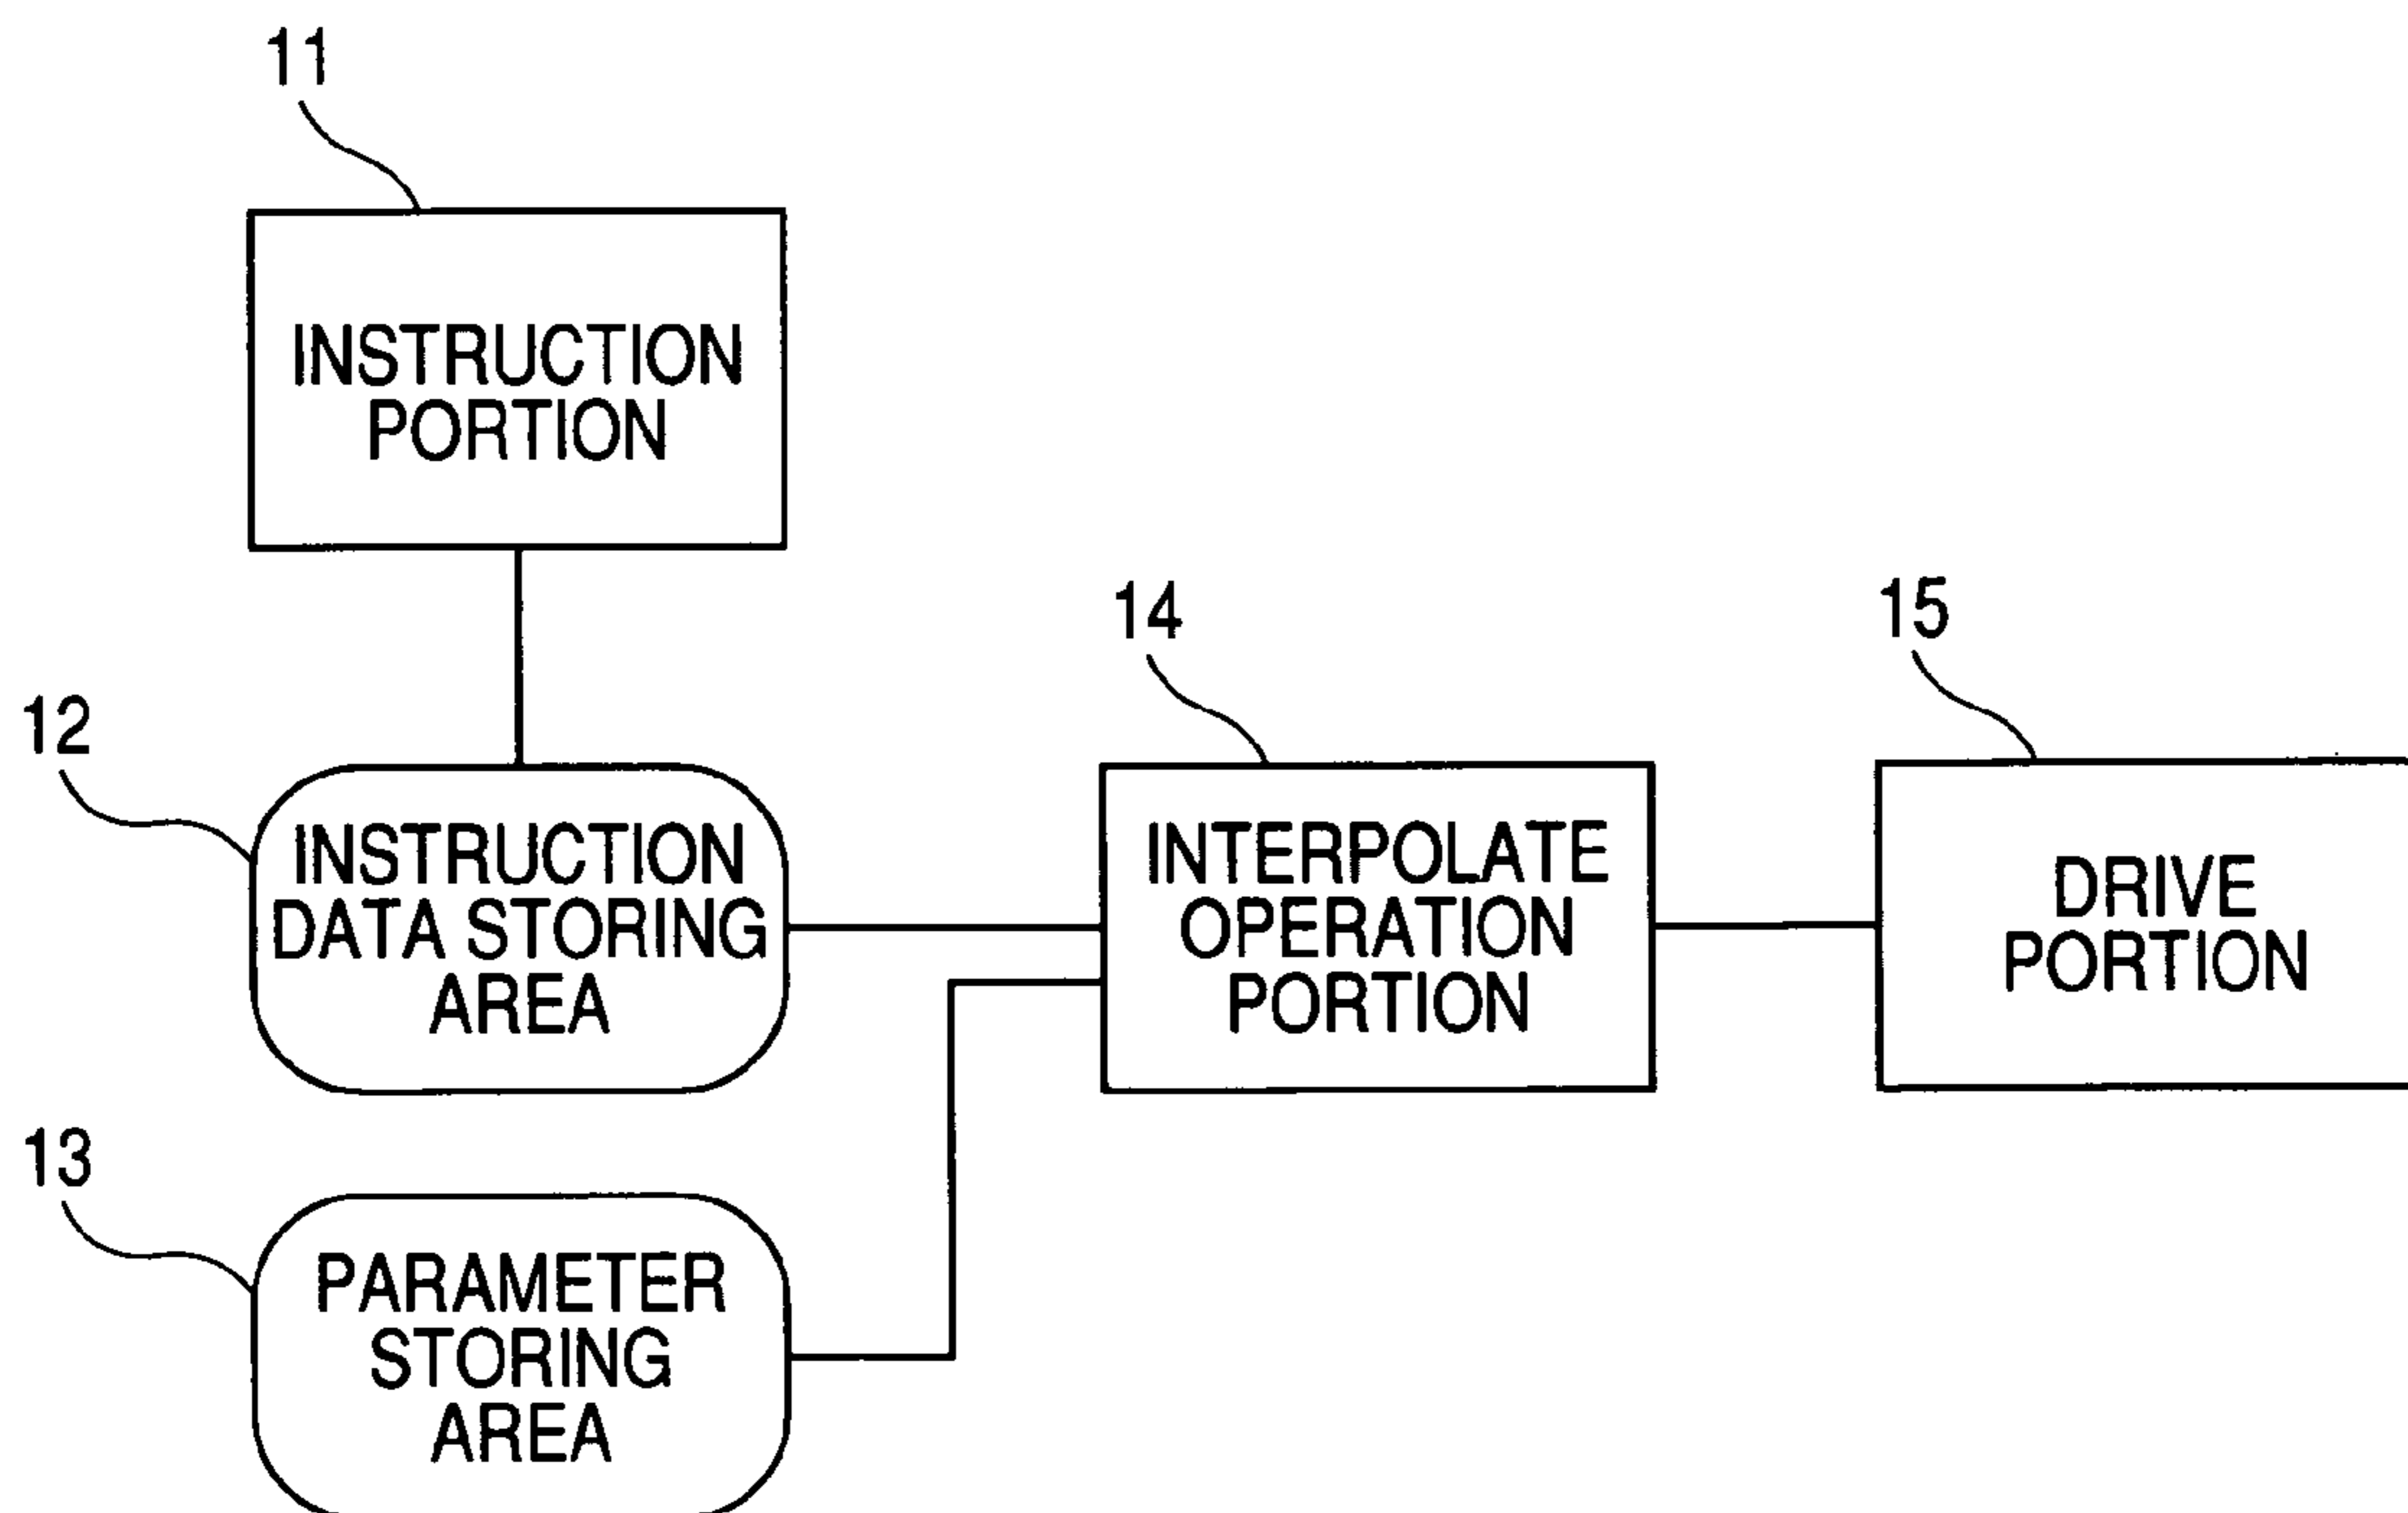 11
INSTRUCTION
PORTION
12
INSTRUCTION
DATA STORING
AREA
13
PARAMETER
STORING
AREA
14
INTERPOLATE
OPERATION
PORTION
15
DRIVE
PORTION